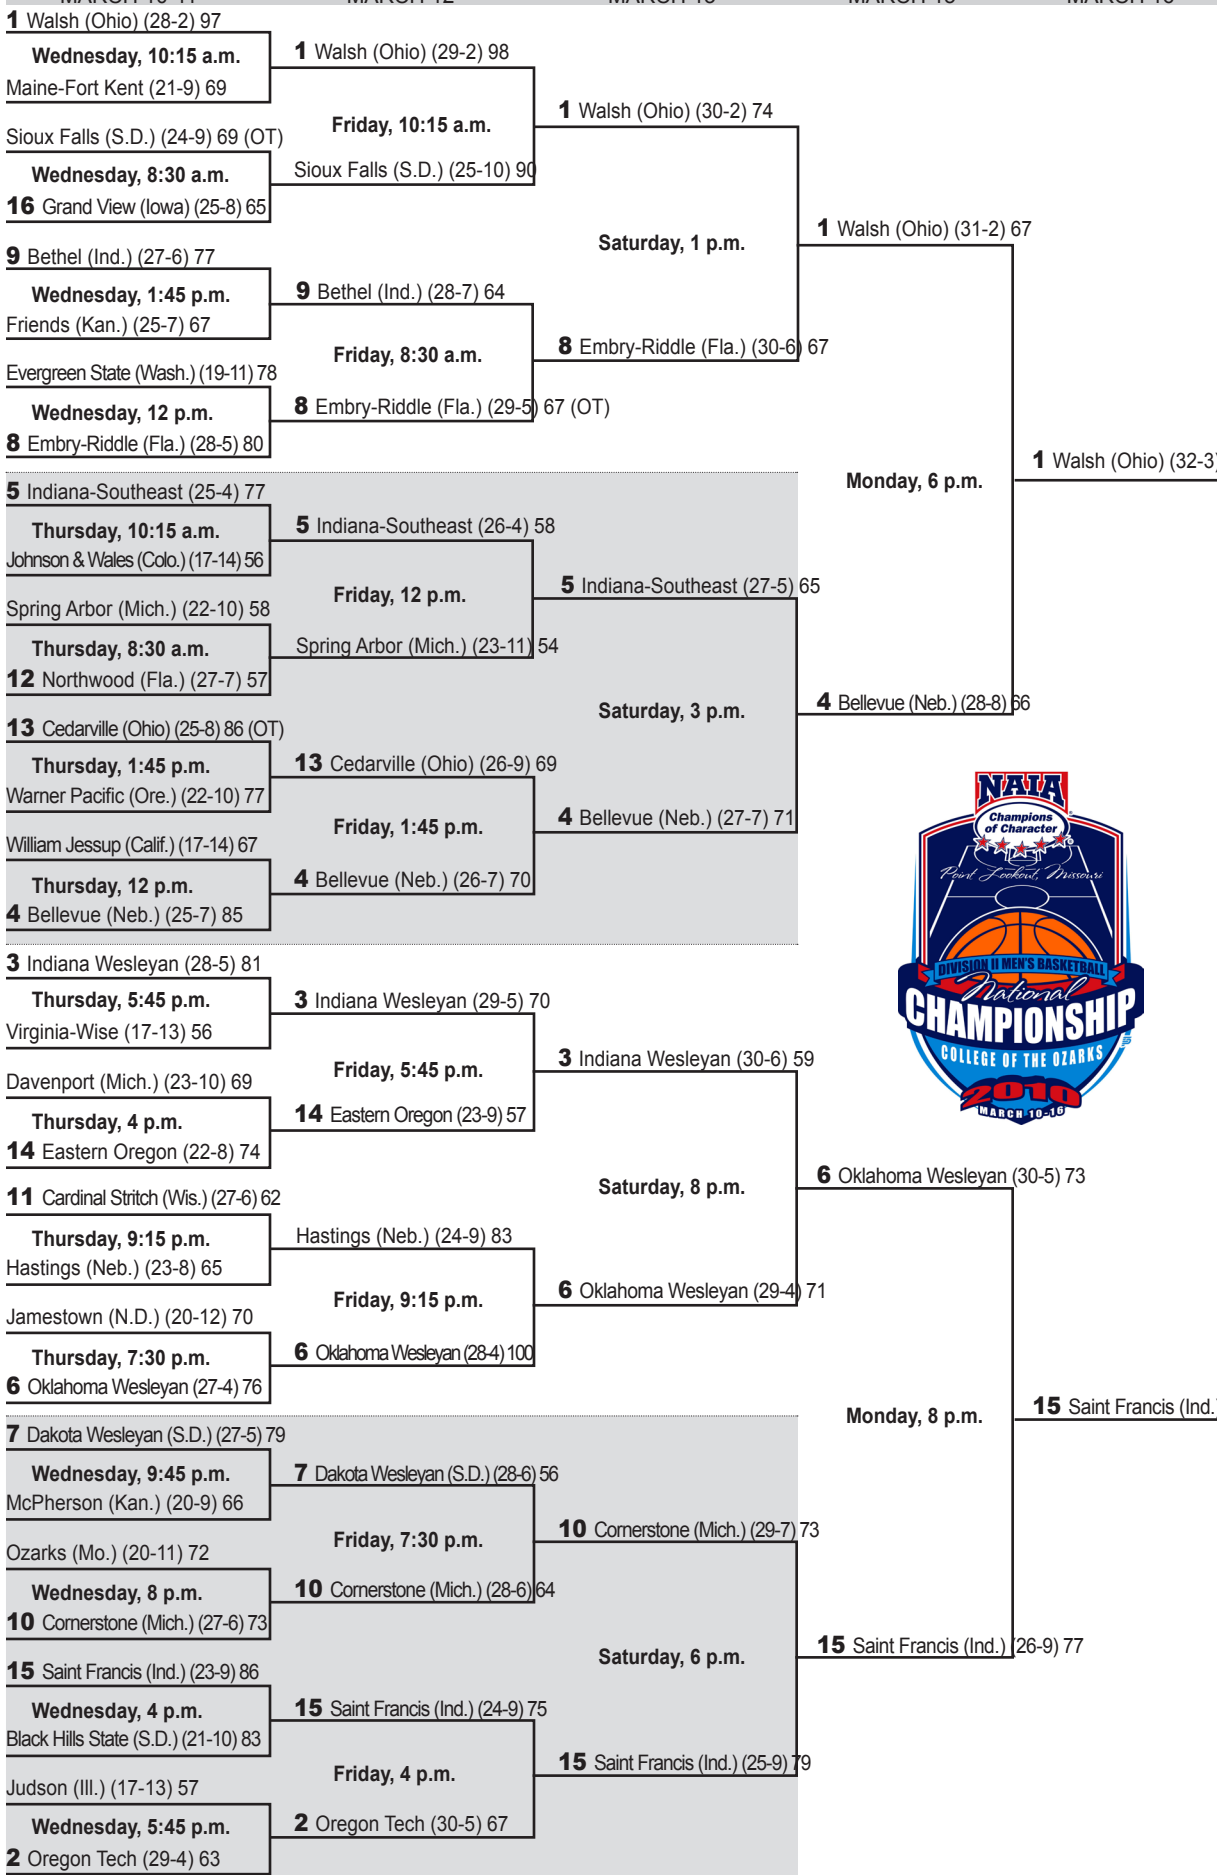 1 Walsh (Ohio) (28-2) 97
Wednesday, 10:15 a.m.
Maine-Fort Kent (21-9) 69
Sioux Falls (S.D.) (24-9) 69 (OT)
Wednesday, 8:30 a.m.
16 Grand View (Iowa) (25-8) 65
9 Bethel (Ind.) (27-6) 77
Wednesday, 1:45 p.m.
Friends (Kan.) (25-7) 67
Evergreen State (Wash.) (19-11) 78
Wednesday, 12 p.m.
8 Embry-Riddle (Fla.) (28-5) 80
5 Indiana-Southeast (25-4) 77
Thursday, 10:15 a.m.
Johnson & Wales (Colo.) (17-14) 56
Spring Arbor (Mich.) (22-10) 58
Thursday, 8:30 a.m.
12 Northwood (Fla.) (27-7) 57
13 Cedarville (Ohio) (25-8) 86 (OT)
Thursday, 1:45 p.m.
Warner Pacific (Ore.) (22-10) 77
William Jessup (Calif.) (17-14) 67
Thursday, 12 p.m.
4 Bellevue (Neb.) (25-7) 85
3 Indiana Wesleyan (28-5) 81
Thursday, 5:45 p.m.
Virginia-Wise (17-13) 56
Davenport (Mich.) (23-10) 69
Thursday, 4 p.m.
14 Eastern Oregon (22-8) 74
11 Cardinal Stritch (Wis.) (27-6) 62
Thursday, 9:15 p.m.
Hastings (Neb.) (23-8) 65
Jamestown (N.D.) (20-12) 70
Thursday, 7:30 p.m.
6 Oklahoma Wesleyan (27-4) 76
7 Dakota Wesleyan (S.D.) (27-5) 79
Wednesday, 9:45 p.m.
McPherson (Kan.) (20-9) 66
Ozarks (Mo.) (20-11) 72
Wednesday, 8 p.m.
10 Cornerstone (Mich.) (27-6) 73
15 Saint Francis (Ind.) (23-9) 86
Wednesday, 4 p.m.
Black Hills State (S.D.) (21-10) 83
Judson (Ill.) (17-13) 57
Wednesday, 5:45 p.m.
2 Oregon Tech (29-4) 63
1 Walsh (Ohio) (29-2) 98
Friday, 10:15 a.m.
Sioux Falls (S.D.) (25-10) 90
9 Bethel (Ind.) (28-7) 64
Friday, 8:30 a.m.
8 Embry-Riddle (Fla.) (29-5) 67 (OT)
5 Indiana-Southeast (26-4) 58
Friday, 12 p.m.
Spring Arbor (Mich.) (23-11) 54
13 Cedarville (Ohio) (26-9) 69
Friday, 1:45 p.m.
4 Bellevue (Neb.) (26-7) 70
3 Indiana Wesleyan (29-5) 70
Friday, 5:45 p.m.
14 Eastern Oregon (23-9) 57
Hastings (Neb.) (24-9) 83
Friday, 9:15 p.m.
6 Oklahoma Wesleyan (28-4) 100
7 Dakota Wesleyan (S.D.) (28-6) 56
Friday, 7:30 p.m.
10 Cornerstone (Mich.) (28-6) 64
15 Saint Francis (Ind.) (24-9) 75
Friday, 4 p.m.
2 Oregon Tech (30-5) 67
1 Walsh (Ohio) (30-2) 74
Saturday, 1 p.m.
8 Embry-Riddle (Fla.) (30-6) 67
5 Indiana-Southeast (27-5) 65
Saturday, 3 p.m.
4 Bellevue (Neb.) (27-7) 71
3 Indiana Wesleyan (30-6) 59
Saturday, 8 p.m.
6 Oklahoma Wesleyan (29-4) 71
10 Cornerstone (Mich.) (29-7) 73
Saturday, 6 p.m.
15 Saint Francis (Ind.) (25-9) 79
1 Walsh (Ohio) (31-2) 67
Monday, 6 p.m.
4 Bellevue (Neb.) (28-8) 66
6 Oklahoma Wesleyan (30-5) 73
Monday, 8 p.m.
15 Saint Francis (Ind.) (26-9) 77
1 Walsh (Ohio) (32-3)
15 Saint Francis (Ind.
NAIA
Champions
of Character
Point Lookout, Missouri
DIVISION II MEN'S BASKETBALL
National
CHAMPIONSHIP
COLLEGE OF THE OZARKS
2010
MARCH 10-16